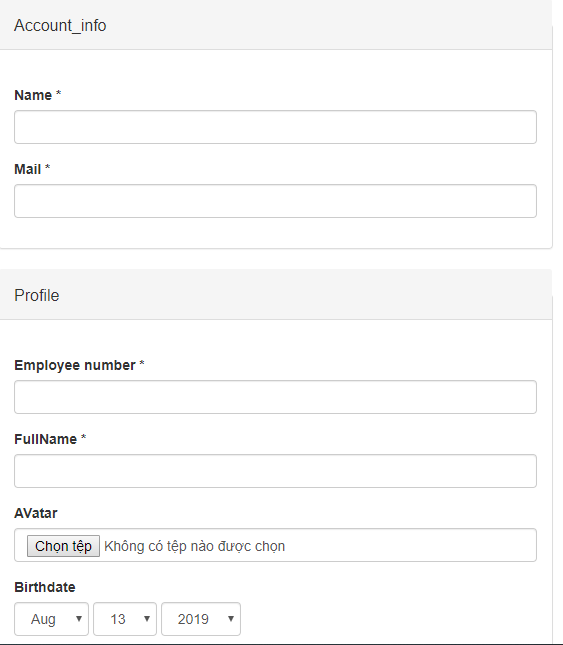 Account_info
Name *
Mail *
Profile
Employee number *
FullName *
AVatar
Chọn tệp Không có tệp nào được chọn
Birthdate
Aug 13 2019